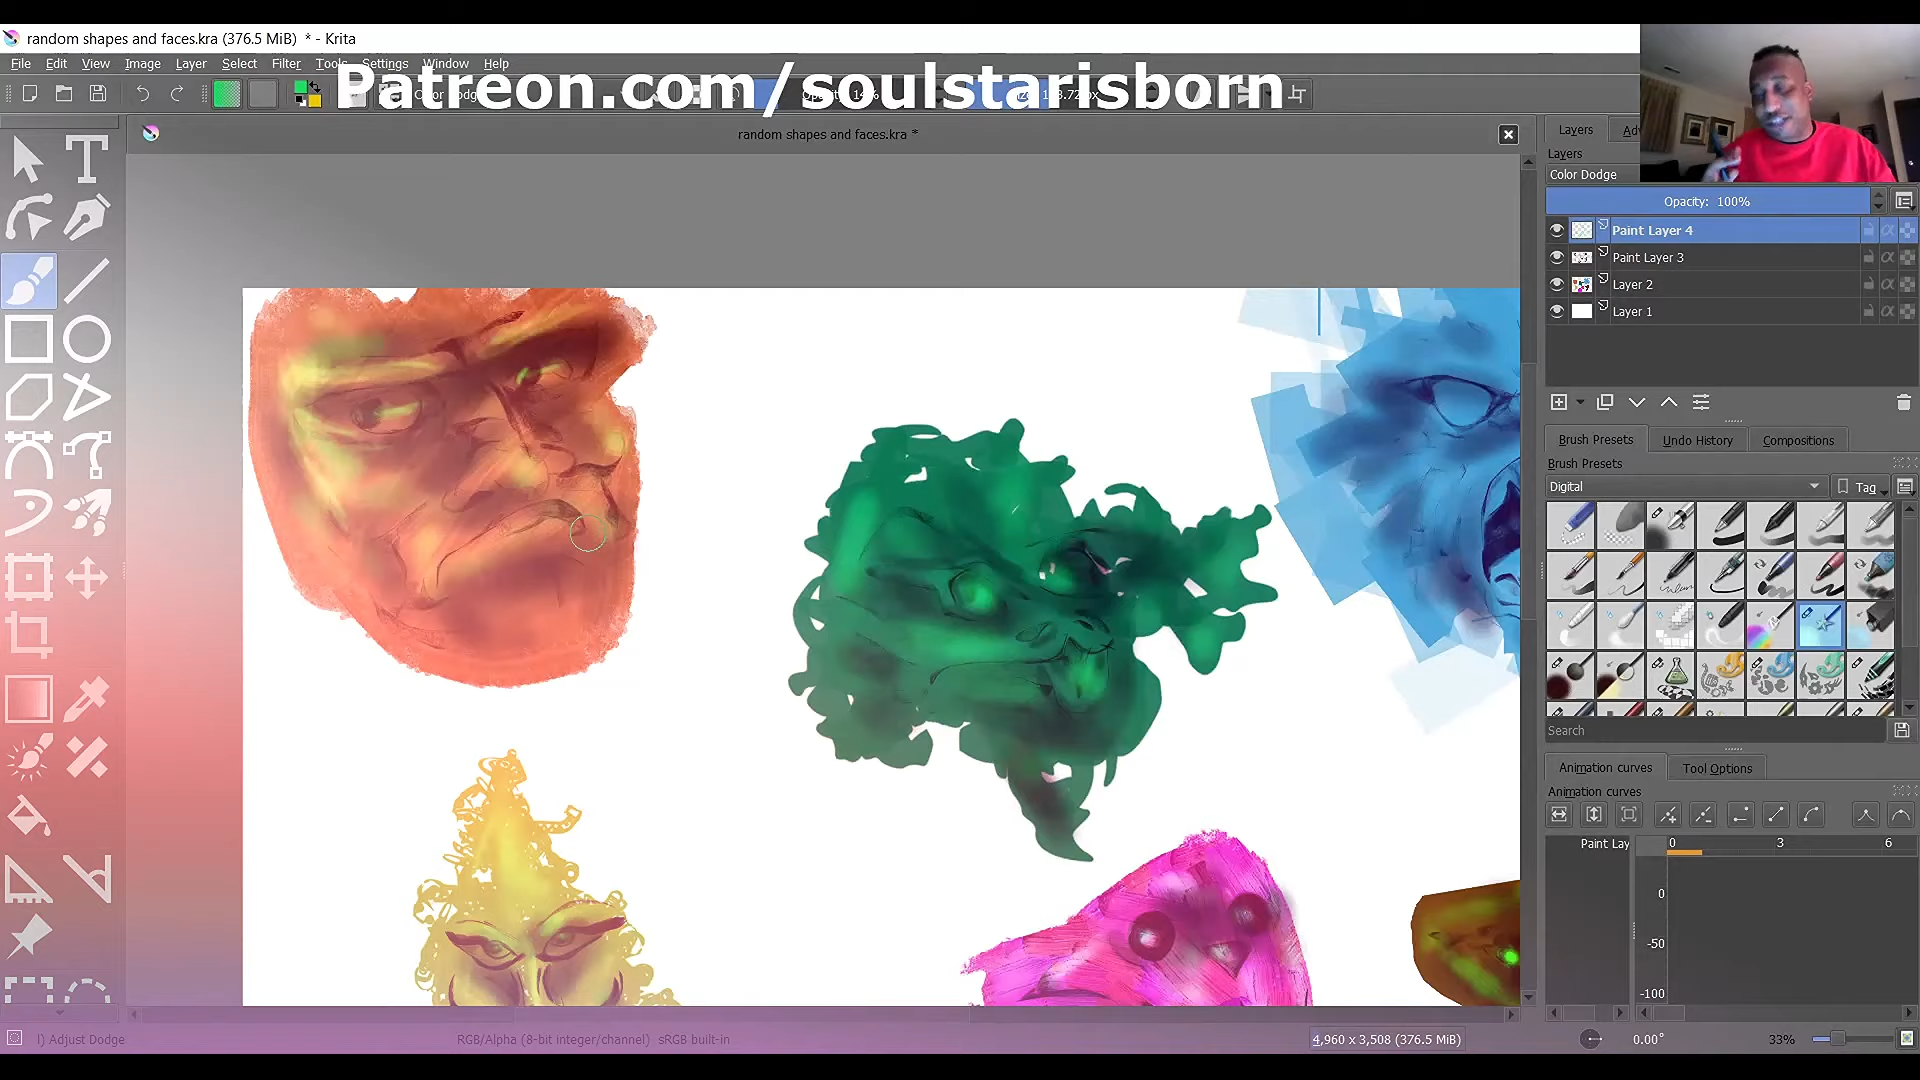 random shapes and faces.kra (376.5 MiB) * - Krita
File Edit View Image Layer Select Filter Tools Settings Window Help
Patreon.com/soulstarisborn
random shapes and faces.kra *
Layers
Layers
Color Dodge
Opacity: 100%
Paint Layer 4
Paint Layer 3
Layer 2
Layer 1
Brush Presets Undo History Compositions
Brush Presets
Digital Tag
Search
Animation curves Tool Options
Animation curves
Paint Lay 0 3 6
0
-50
-100
I) Adjust Dodge RGB/Alpha (8-bit integer/channel) sRGB built-in 4,960 x 3,508 (376.5 MiB) 0.00° 33%